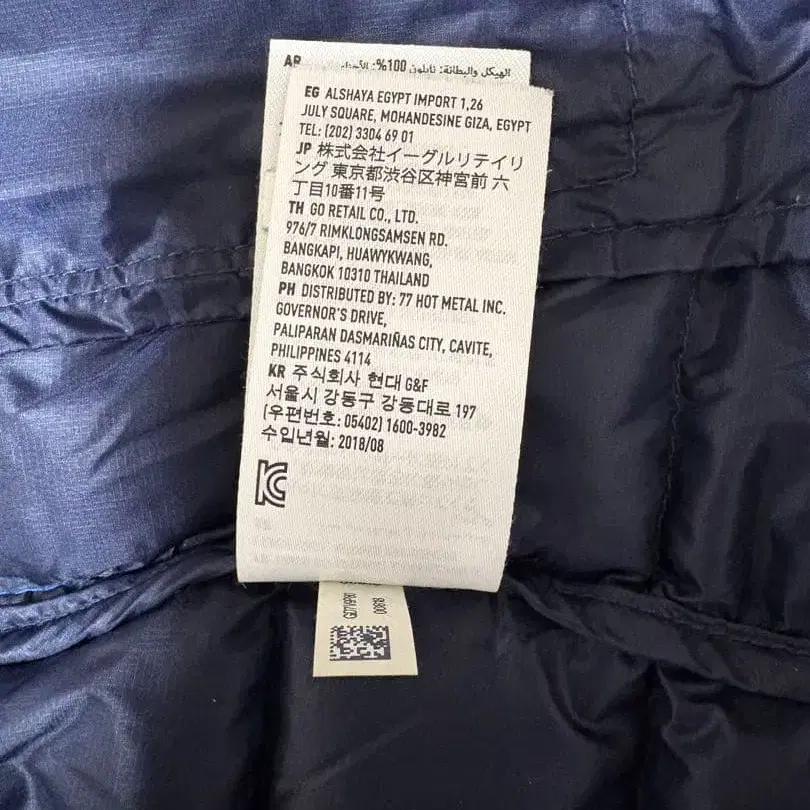 AR الهيكل والبطانة: نايلون 100%:
EG ALSHAYA EGYPT IMPORT 1,26
JULY SQUARE, MOHANDESINE GIZA, EGYPT
TEL: (202) 3304 69 01
JP 株式会社イーグルリテイリ
ング 東京都渋谷区神宮前 六
丁目10番11号
TH GO RETAIL CO., LTD.
976/7 RIMKLONGSAMSEN RD.
BANGKAPI, HUAWYKWANG,
BANGKOK 10310 THAILAND
PH DISTRIBUTED BY: 77 HOT METAL INC.
GOVERNOR'S DRIVE,
PALIPARAN DASMARIÑAS CITY, CAVITE,
PHILIPPINES 4114
KR 주식회사 현대 G&F
서울시 강동구 강동대로 197
(우편번호: 05402) 1600-3982
수입년월: 2018/08